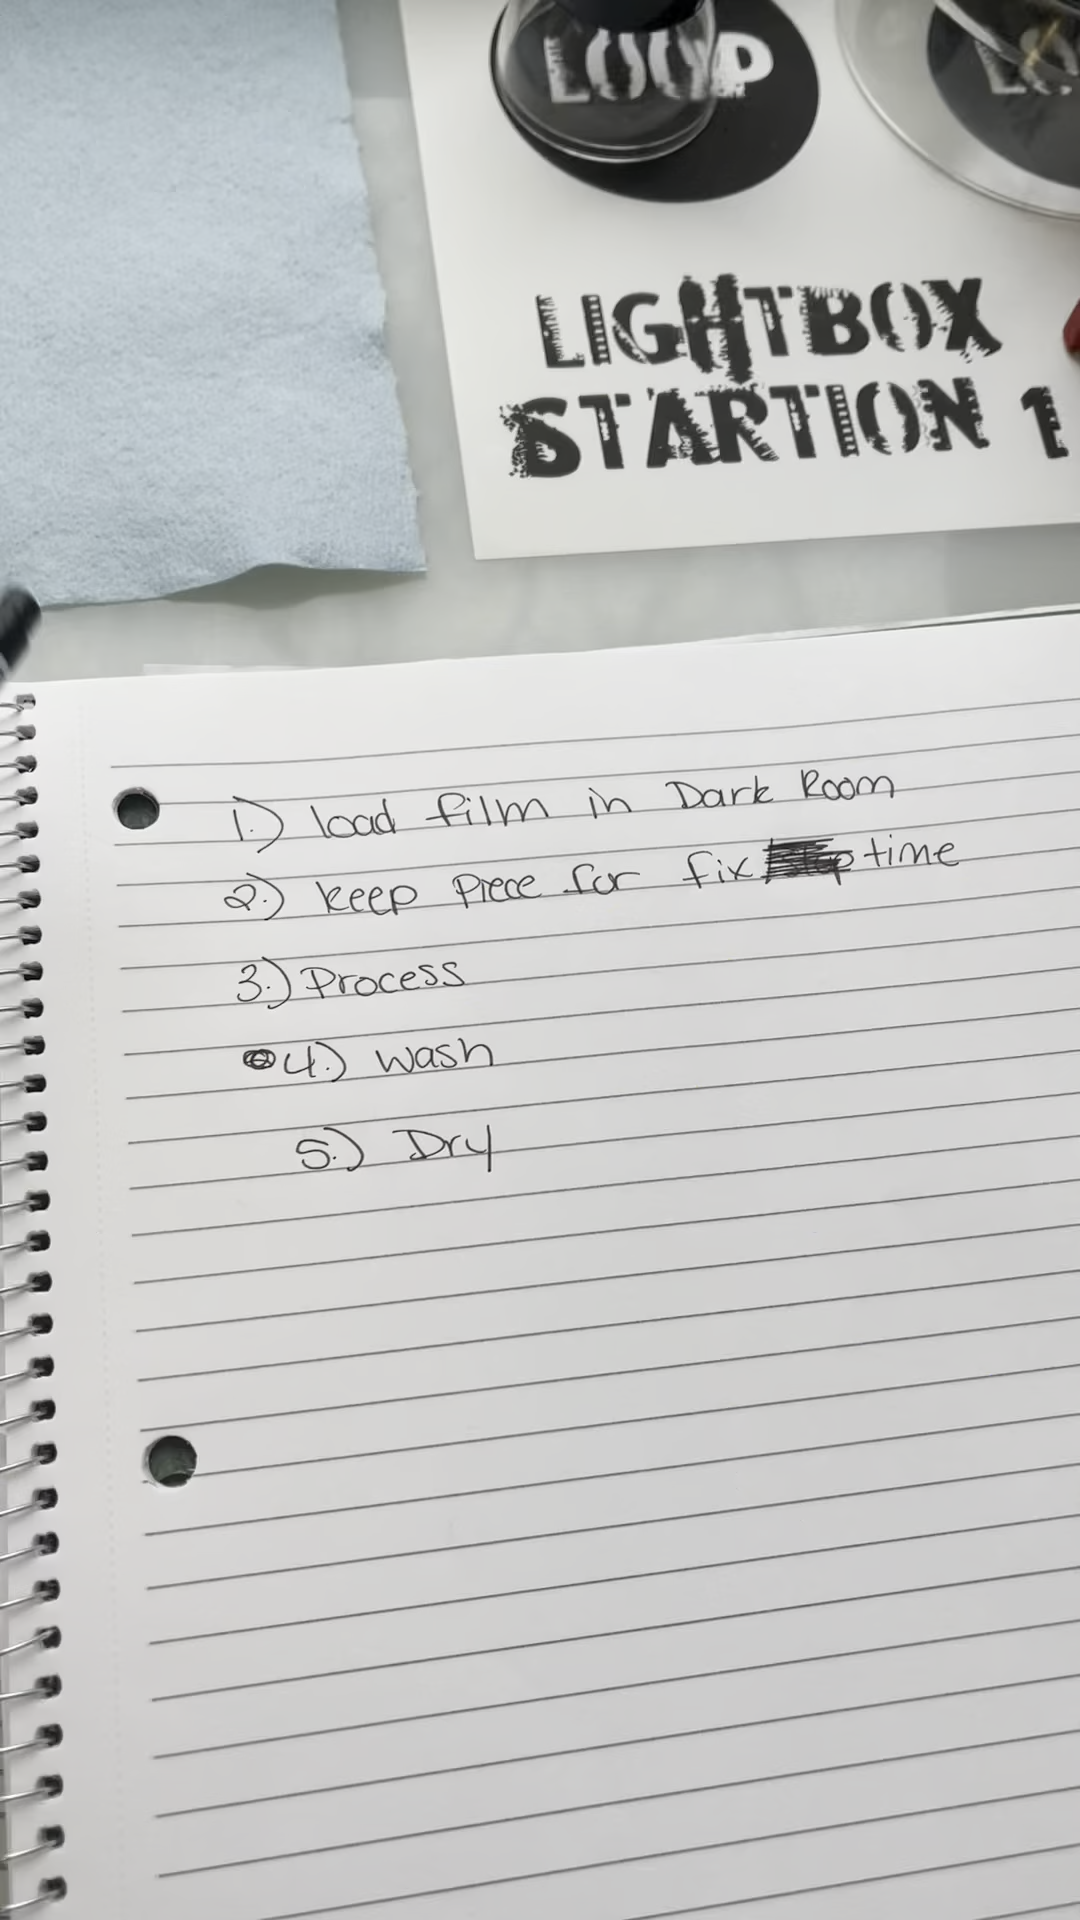 LOUP
LIGHTBOX
STARTION 1
1.) load film in Dark Room
2.) keep piece for fix time
3.) Process
4.) wash
5.) Dry